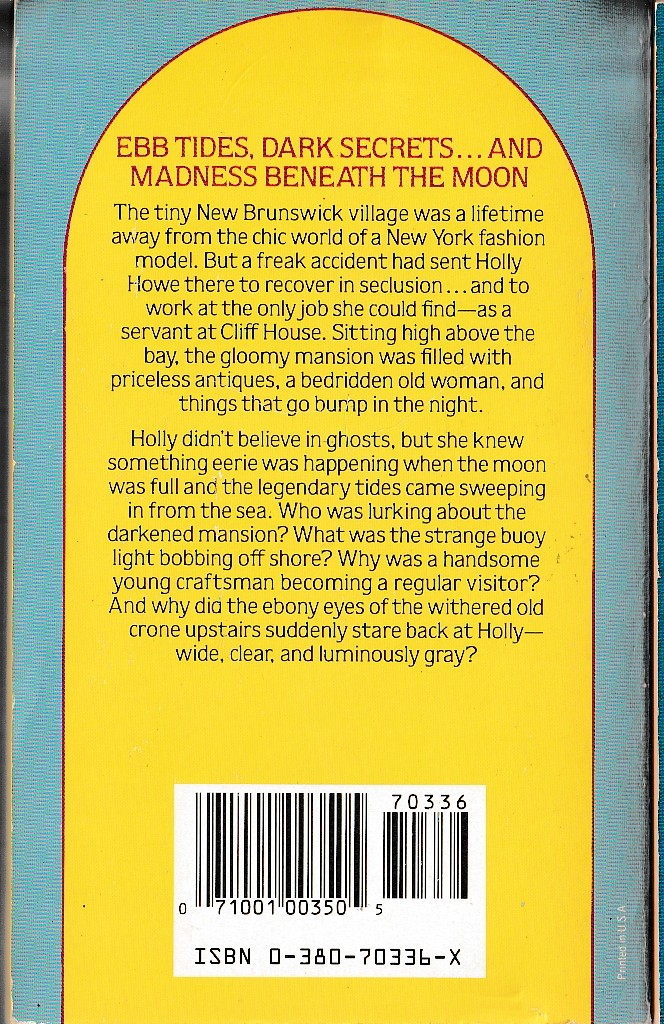 EBB TIDES, DARK SECRETS...AND
MADNESS BENEATH THE MOON
The tiny New Brunswick village was a lifetime
away from the chic world of a New York fashion
model. But a freak accident had sent Holly
Howe there to recover in seclusion...and to
work at the only job she could find—as a
servant at Cliff House. Sitting high above the
bay, the gloomy mansion was filled with
priceless antiques, a bedridden old woman, and
things that go bump in the night.
Holly didn't believe in ghosts, but she knew
something eerie was happening when the moon
was full and the legendary tides came sweeping
in from the sea. Who was lurking about the
darkened mansion? What was the strange buoy
light bobbing off shore? Why was a handsome
young craftsman becoming a regular visitor?
And why did the ebony eyes of the withered old
crone upstairs suddenly stare back at Holly—
wide, clear, and luminously gray?
70336
0 71001 00350 5
ISBN 0-380-70336-X
Printed in U.S.A.